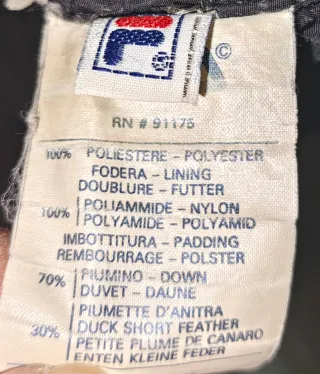 ©
RN # 91175
100% POLIESTERE - POLYESTER
FODERA - LINING
DOUBLURE - FUTTER
100% POLIAMMIDE - NYLON
POLYAMIDE - POLYAMID
IMBOTTITURA - PADDING
REMBOURRAGE - POLSTER
70% PIUMINO - DOWN
DUVET - DAUNE
PIUMETTE D'ANITRA
30% DUCK SHORT FEATHER
PETITE PLUME DE CANARO
ENTEN KLEINE FEDER